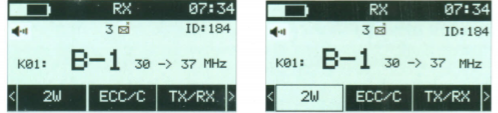 RX 07:34
3 ID:184
K01: B-1 30 -> 37 MHz
< 2W ECC/C TX/RX >
RX 07:34
3 ID:184
K01: B-1 30 -> 37 MHz
< 2W ECC/C TX/RX >